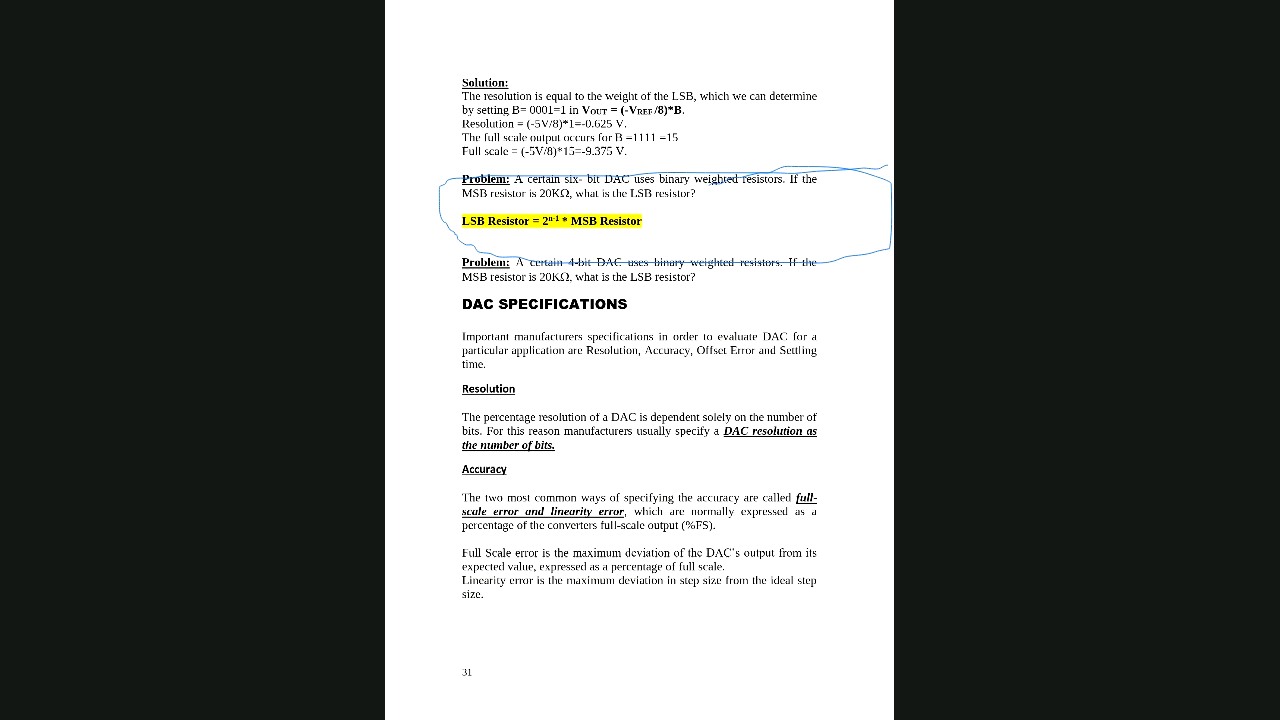 Solution:
The resolution is equal to the weight of the LSB, which we can determine
by setting B= 0001=1 in VOUT = (-VREF /8)*B.
Resolution = (-5V/8)*1=-0.625 V.
The full scale output occurs for B =1111 =15
Full scale = (-5V/8)*15=-9.375 V.
Problem: A certain six- bit DAC uses binary weighted resistors. If the
MSB resistor is 20KΩ, what is the LSB resistor?
LSB Resistor = 2ⁿ⁻¹ * MSB Resistor
Problem: A certain 4-bit DAC uses binary weighted resistors. If the
MSB resistor is 20KΩ, what is the LSB resistor?
DAC SPECIFICATIONS
Important manufacturers specifications in order to evaluate DAC for a
particular application are Resolution, Accuracy, Offset Error and Settling
time.
Resolution
The percentage resolution of a DAC is dependent solely on the number of
bits. For this reason manufacturers usually specify a DAC resolution as
the number of bits.
Accuracy
The two most common ways of specifying the accuracy are called full-
scale error and linearity error, which are normally expressed as a
percentage of the converters full-scale output (%FS).
Full Scale error is the maximum deviation of the DAC's output from its
expected value, expressed as a percentage of full scale.
Linearity error is the maximum deviation in step size from the ideal step
size.
31